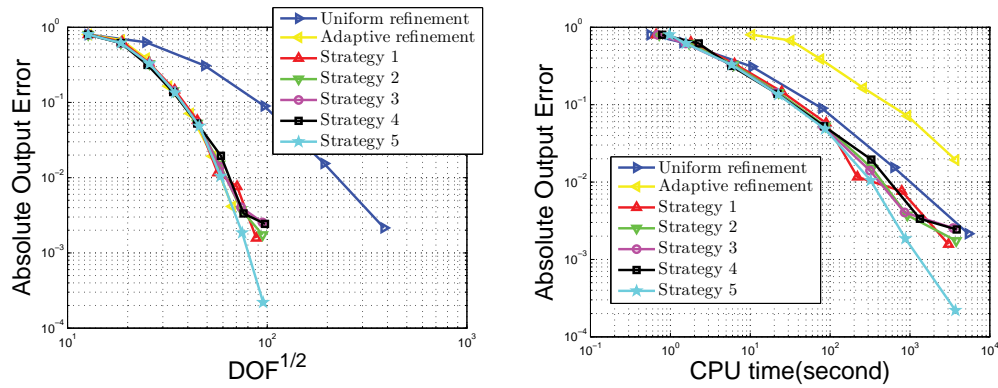 Absolute Output Error
10^0
10^-1
10^-2
10^-3
10^-4
10^1
10^2
10^3
DOF^1/2
Uniform refinement
Adaptive refinement
Strategy 1
Strategy 2
Strategy 3
Strategy 4
Strategy 5
Absolute Output Error
10^0
10^-1
10^-2
10^-3
10^-4
10^-1
10^0
10^1
10^2
10^3
10^4
CPU time(second)
Uniform refinement
Adaptive refinement
Strategy 1
Strategy 2
Strategy 3
Strategy 4
Strategy 5